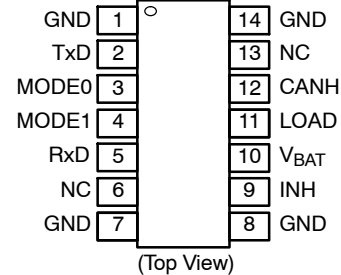 GND 1 14 GND
TxD 2 13 NC
MODE0 3 12 CANH
MODE1 4 11 LOAD
RxD 5 10 VBAT
NC 6 9 INH
GND 7 8 GND
(Top View)